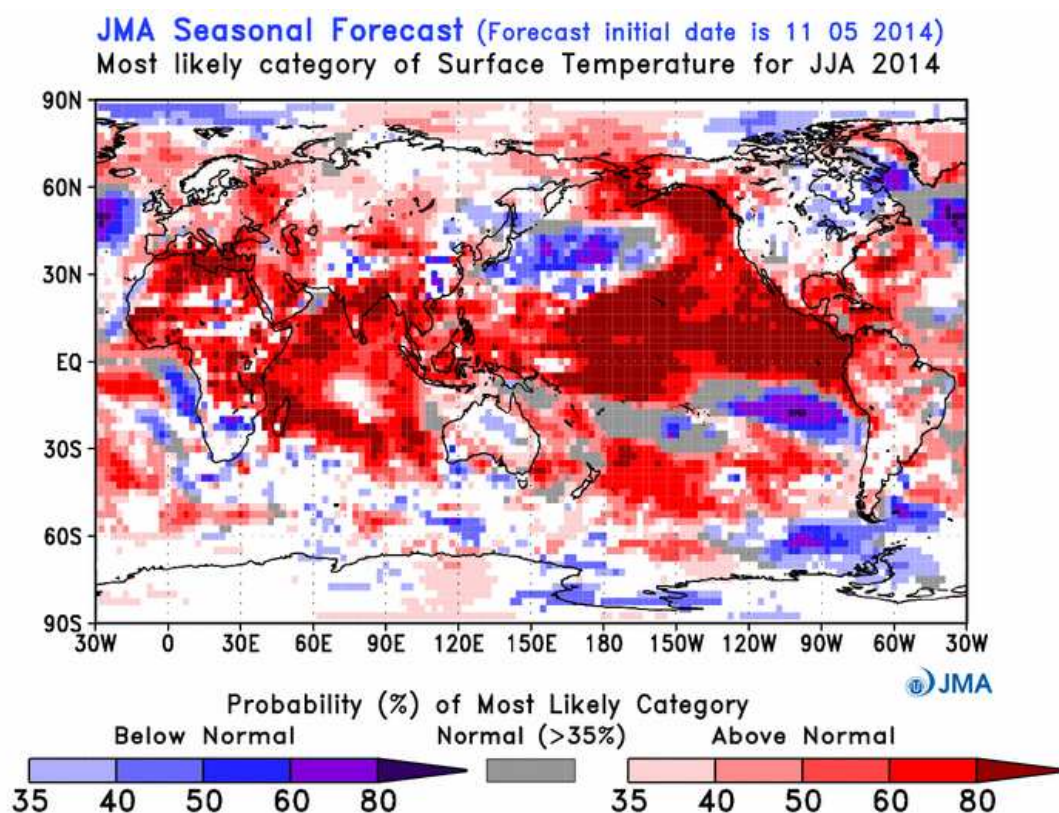 JMA Seasonal Forecast (Forecast initial date is 11 05 2014)
Most likely category of Surface Temperature for JJA 2014
90N
60N
30N
EQ
30S
60S
90S
30W 0 30E 60E 90E 120E 150E 180 150W 120W 90W 60W 30W
JMA
Probability (%) of Most Likely Category
Below Normal Normal (>35%) Above Normal
35 40 50 60 80 35 40 50 60 80